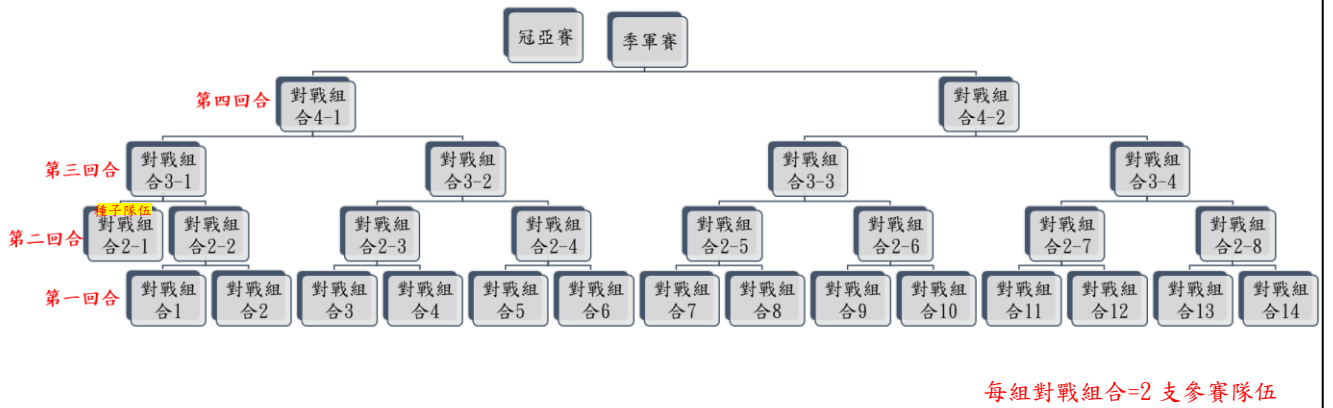 冠亞賽
季軍賽
第四回合
對戰組
合4-1
對戰組
合4-2
第三回合
對戰組
合3-1
對戰組
合3-2
對戰組
合3-3
對戰組
合3-4
第二回合
種子隊伍
對戰組
合2-1
對戰組
合2-2
對戰組
合2-3
對戰組
合2-4
對戰組
合2-5
對戰組
合2-6
對戰組
合2-7
對戰組
合2-8
第一回合
對戰組
合1
對戰組
合2
對戰組
合3
對戰組
合4
對戰組
合5
對戰組
合6
對戰組
合7
對戰組
合8
對戰組
合9
對戰組
合10
對戰組
合11
對戰組
合12
對戰組
合13
對戰組
合14
每組對戰組合=2 支參賽隊伍